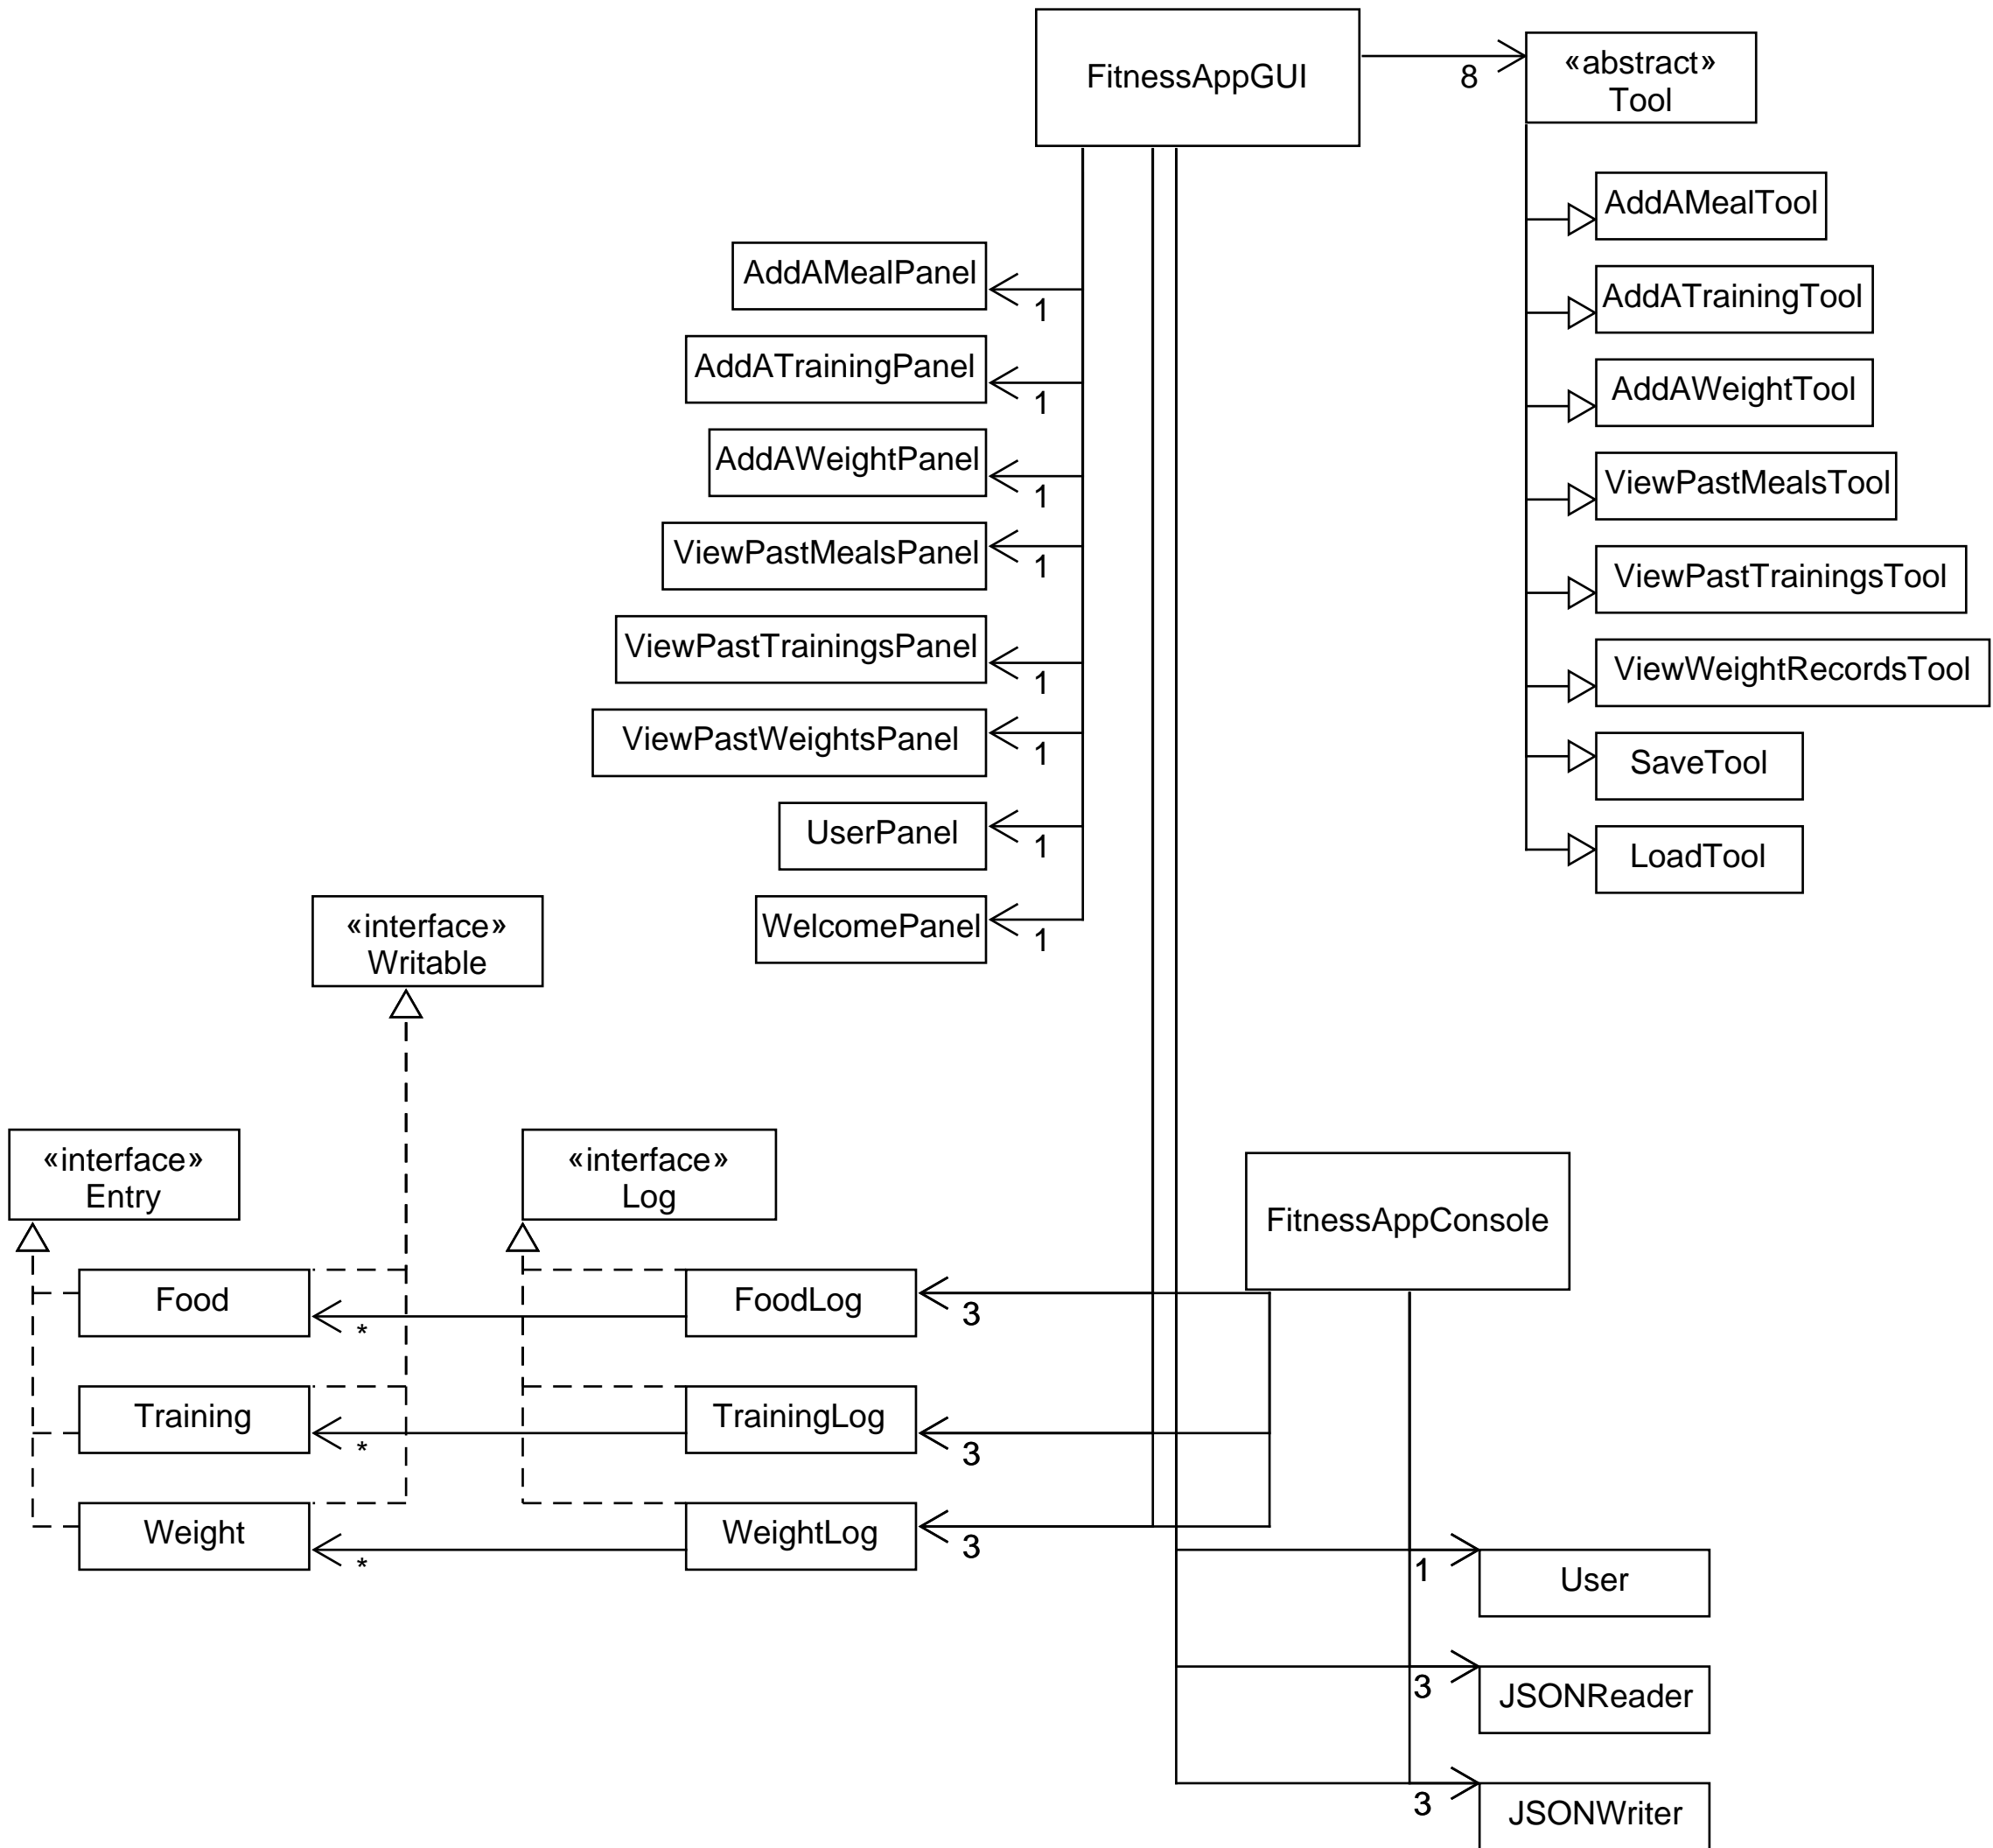 FitnessAppGUI
8
«abstract»
Tool
AddAMealTool
AddAMealPanel
1
AddATrainingTool
AddATrainingPanel
1
AddAWeightTool
AddAWeightPanel
1
ViewPastMealsTool
ViewPastMealsPanel
1
ViewPastTrainingsTool
ViewPastTrainingsPanel
1
ViewWeightRecordsTool
ViewPastWeightsPanel
1
SaveTool
UserPanel
1
LoadTool
WelcomePanel
1
«interface»
Writable
«interface»
Entry
«interface»
Log
FitnessAppConsole
Food
*
FoodLog
3
Training
*
TrainingLog
3
Weight
*
WeightLog
3
1
User
3
JSONReader
3
JSONWriter